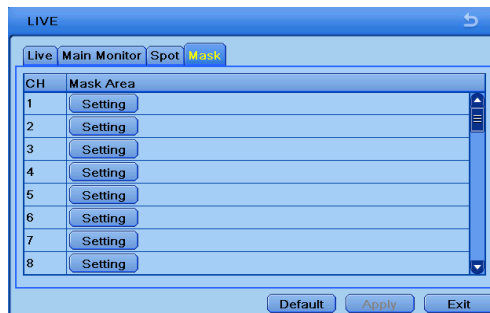 LIVE
Live Main Monitor Spot Mask
CH Mask Area
1 Setting
2 Setting
3 Setting
4 Setting
5 Setting
6 Setting
7 Setting
8 Setting
Default Apply Exit